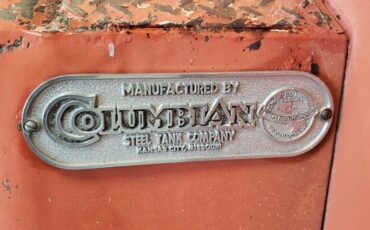 MANUFACTURED BY
COLUMBIAN
STEEL TANK COMPANY
KANSAS CITY, MISSOURI